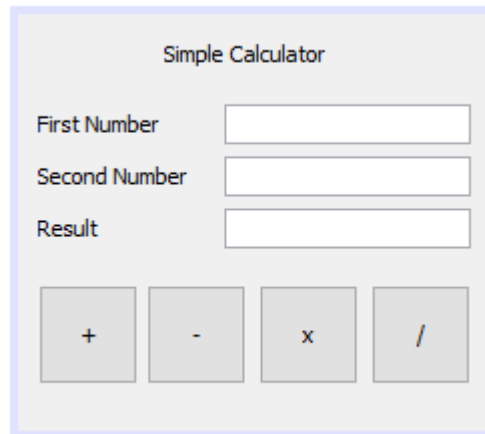 Simple Calculator
First Number
Second Number
Result
+ - x /